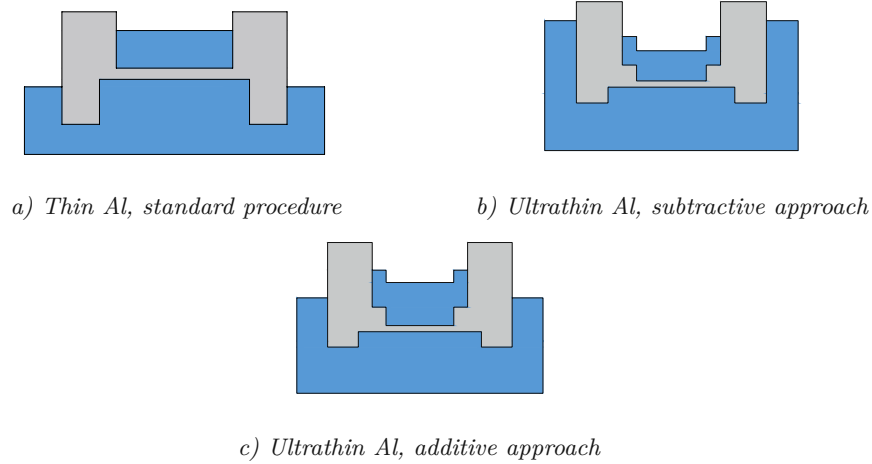 a) Thin Al, standard procedure
b) Ultrathin Al, subtractive approach
c) Ultrathin Al, additive approach